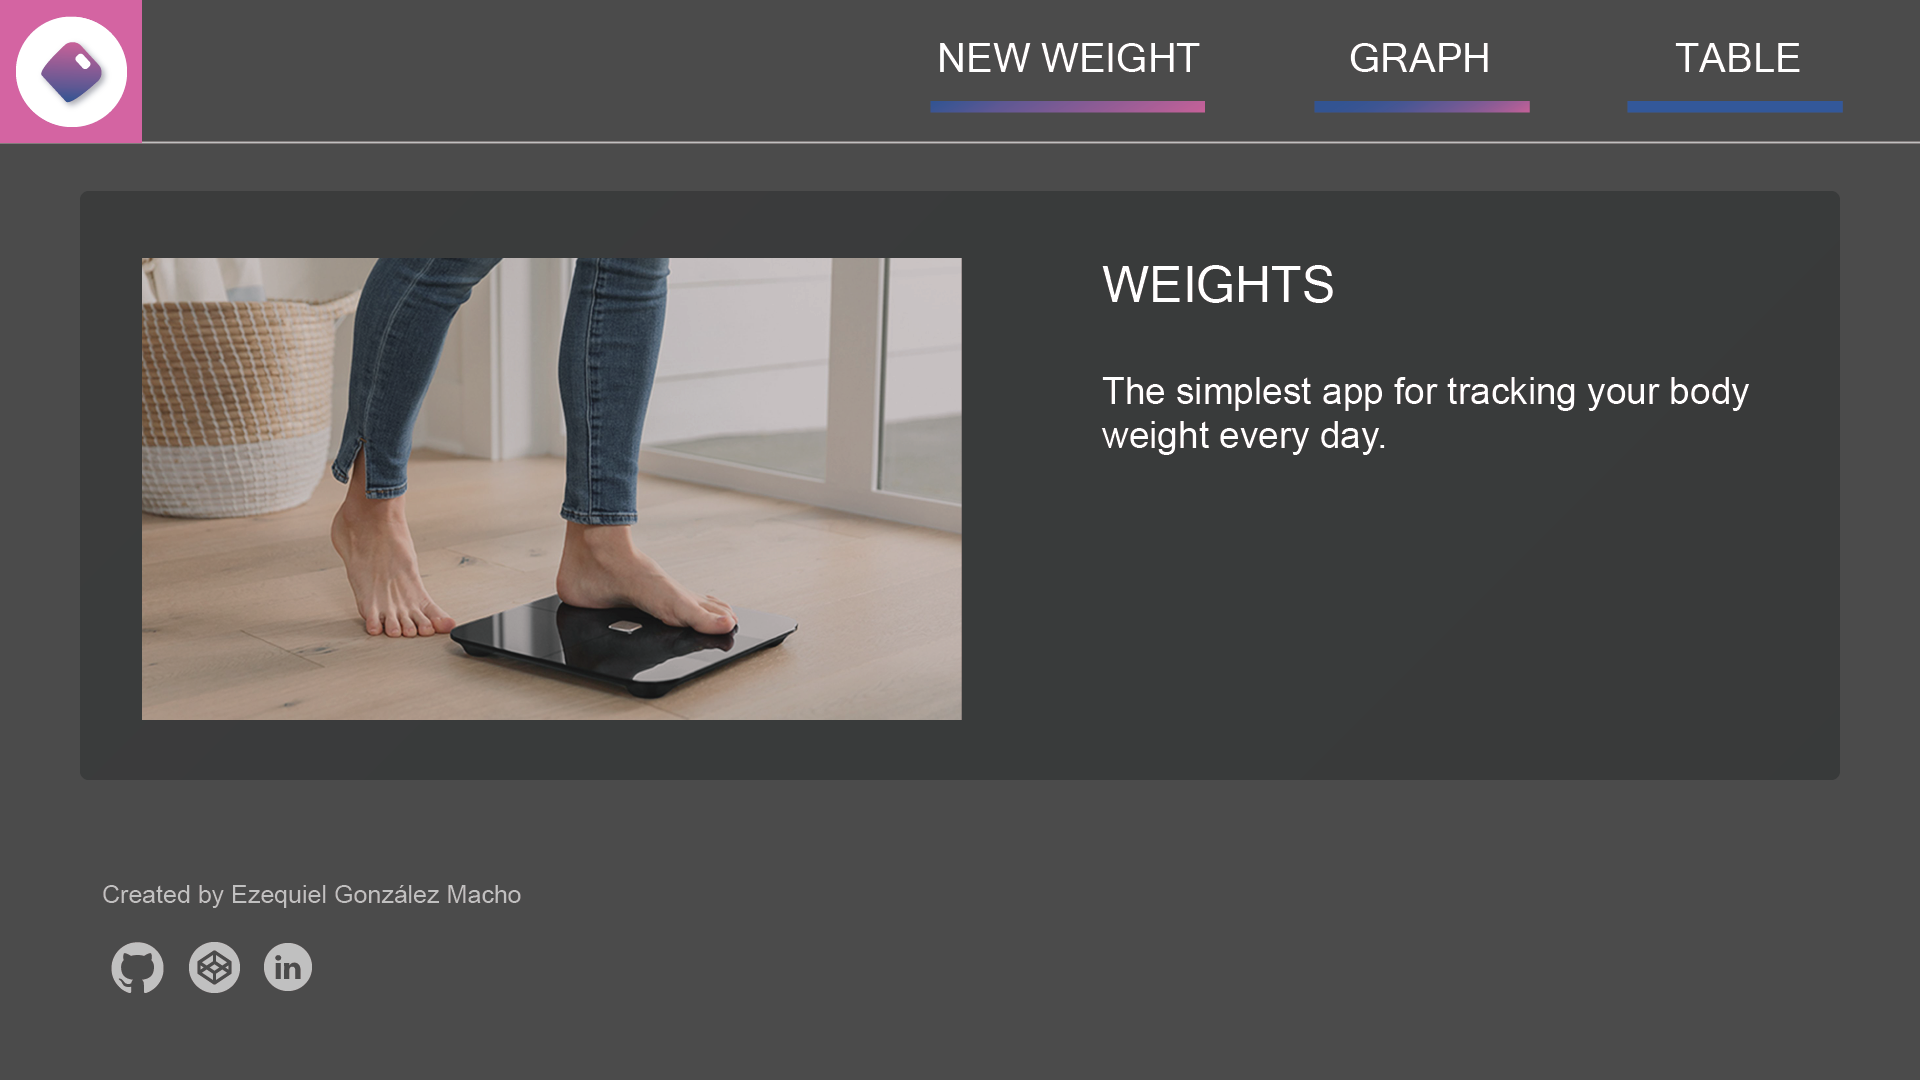 NEW WEIGHT
GRAPH
TABLE
WEIGHTS
The simplest app for tracking your body
weight every day.
Created by Ezequiel González Macho
in